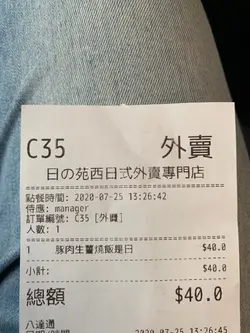 C35 外賣
日の苑西日式外賣專門店
點餐時間: 2020-07-25 13:26:42
侍應: manager
訂單編號: C35 [外賣]
人數: 1
1 豚肉生薑燒飯是日 $40.0
小計: $40.0
總額 $40.0
八達通
2020-07-25 13:26:45